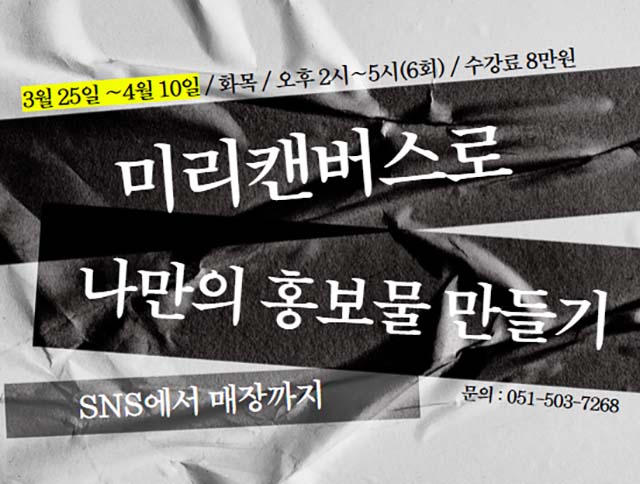 3월 25일 ~4월 10일 / 화목 / 오후 2시~5시(6회) / 수강료 8만원
미리캔버스로
나만의 홍보물 만들기
SNS에서 매장까지
문의 : 051-503-7268